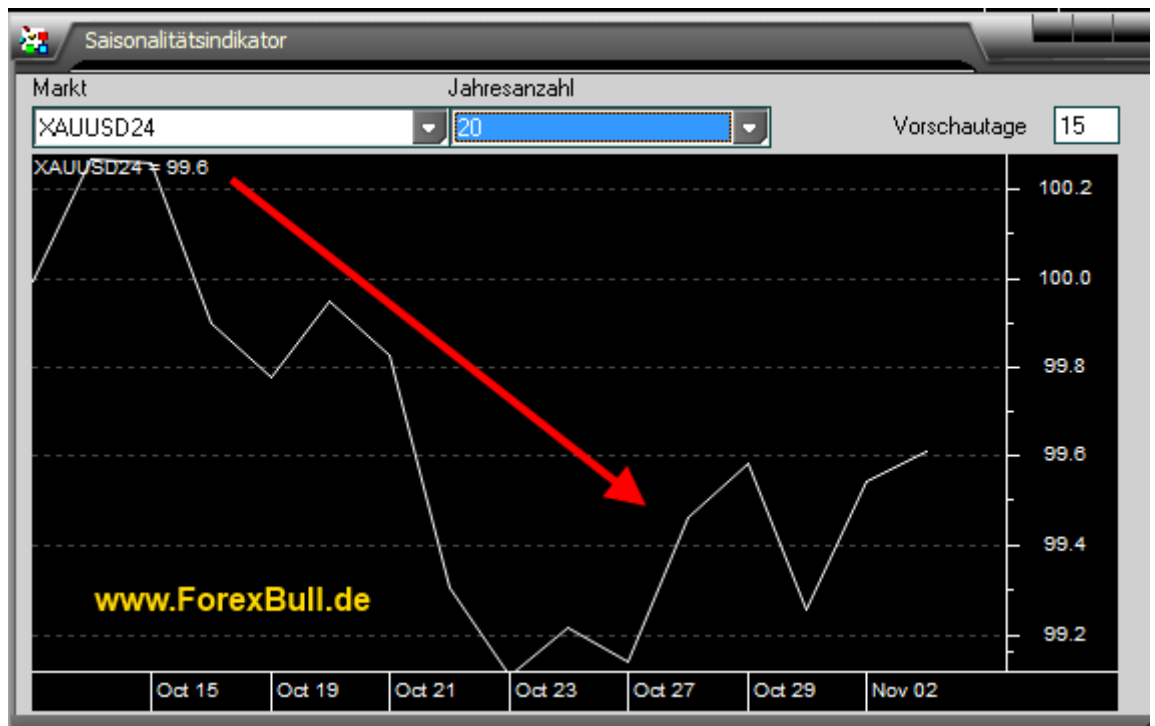 Saisonalitätsindikator
Markt Jahresanzahl
XAUUSD24 20 Vorschautage 15
XAUUSD24 = 99.6
100.2
100.0
99.8
99.6
99.4
www.ForexBull.de
99.2
Oct 15 Oct 19 Oct 21 Oct 23 Oct 27 Oct 29 Nov 02